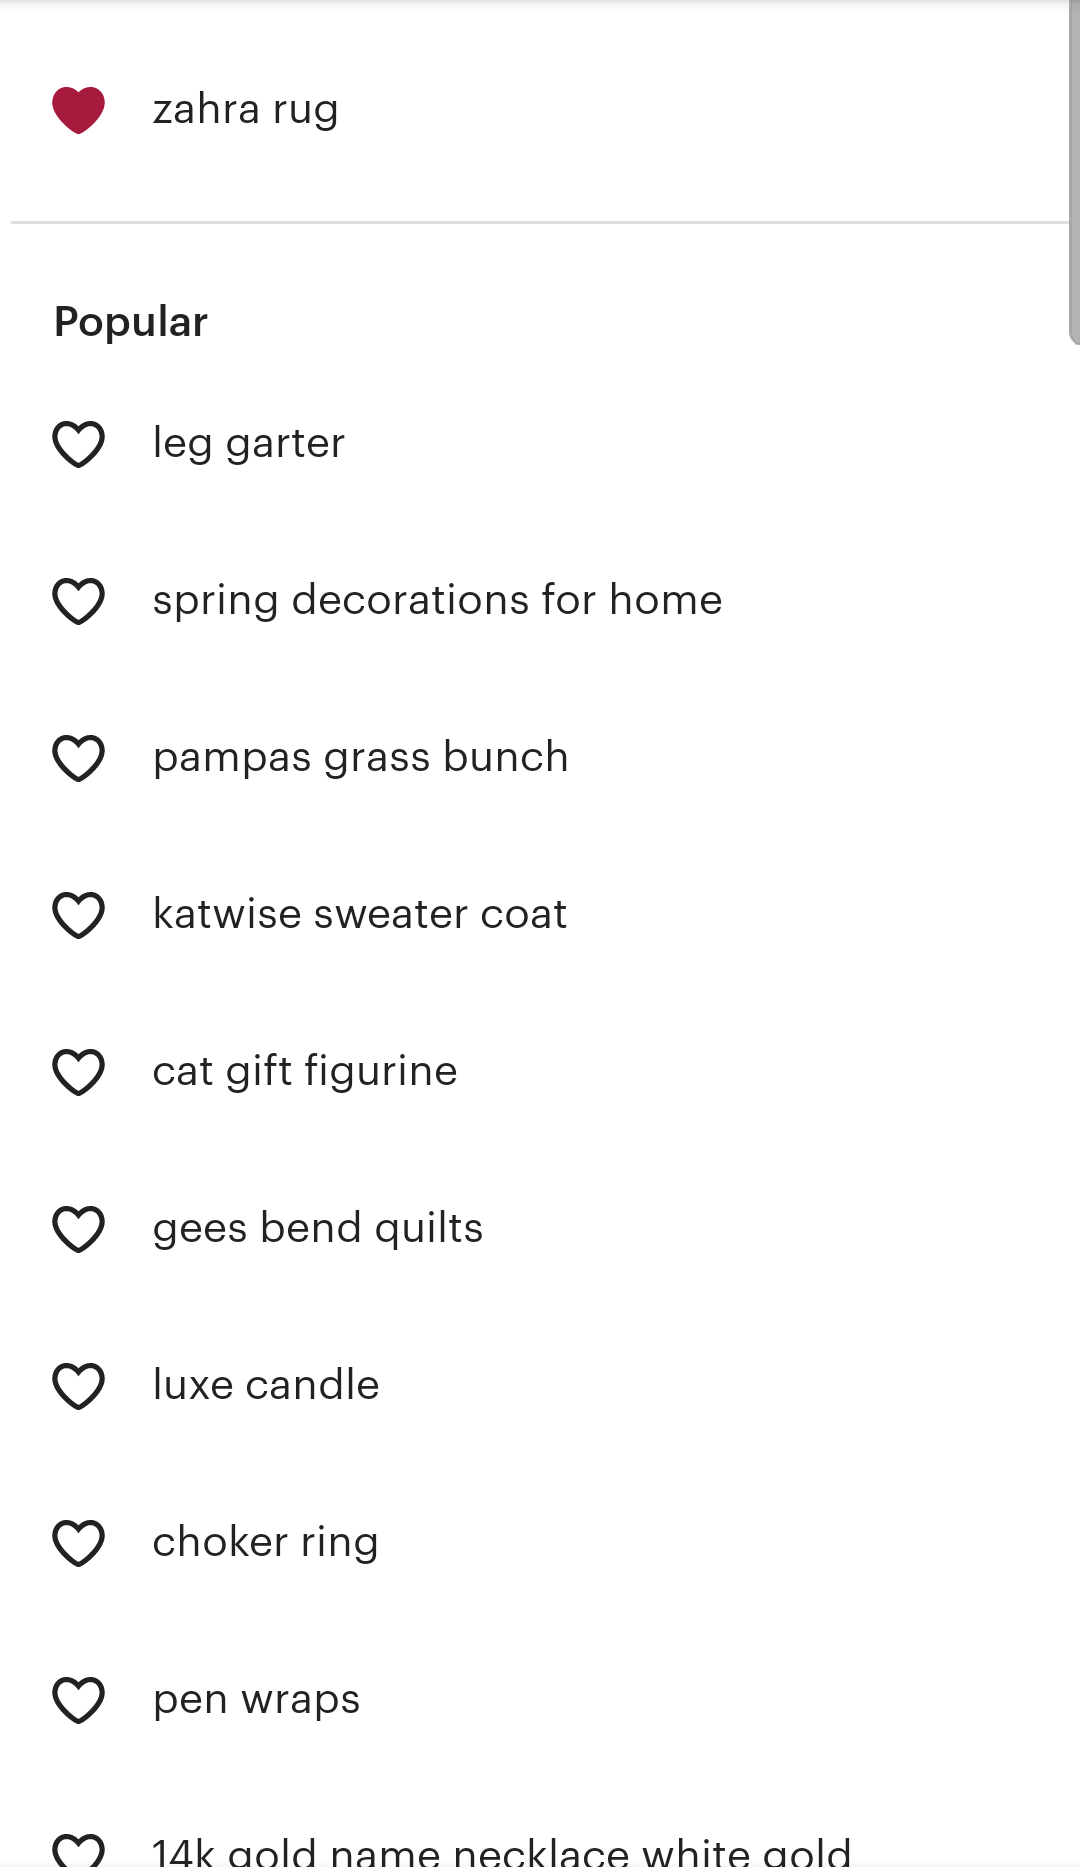 zahra rug
Popular
leg garter
spring decorations for home
pampas grass bunch
katwise sweater coat
cat gift figurine
gees bend quilts
luxe candle
choker ring
pen wraps
14k gold name necklace white gold